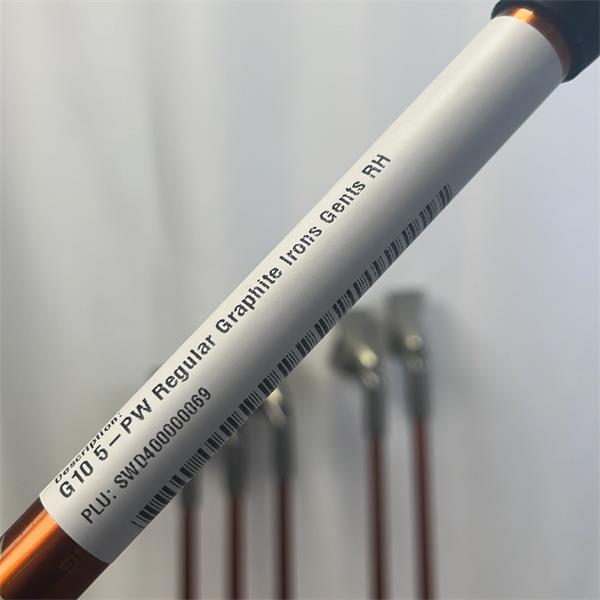 Description:
G10 5 – PW Regular Graphite Irons Gents RH
PLU: SWD400000069